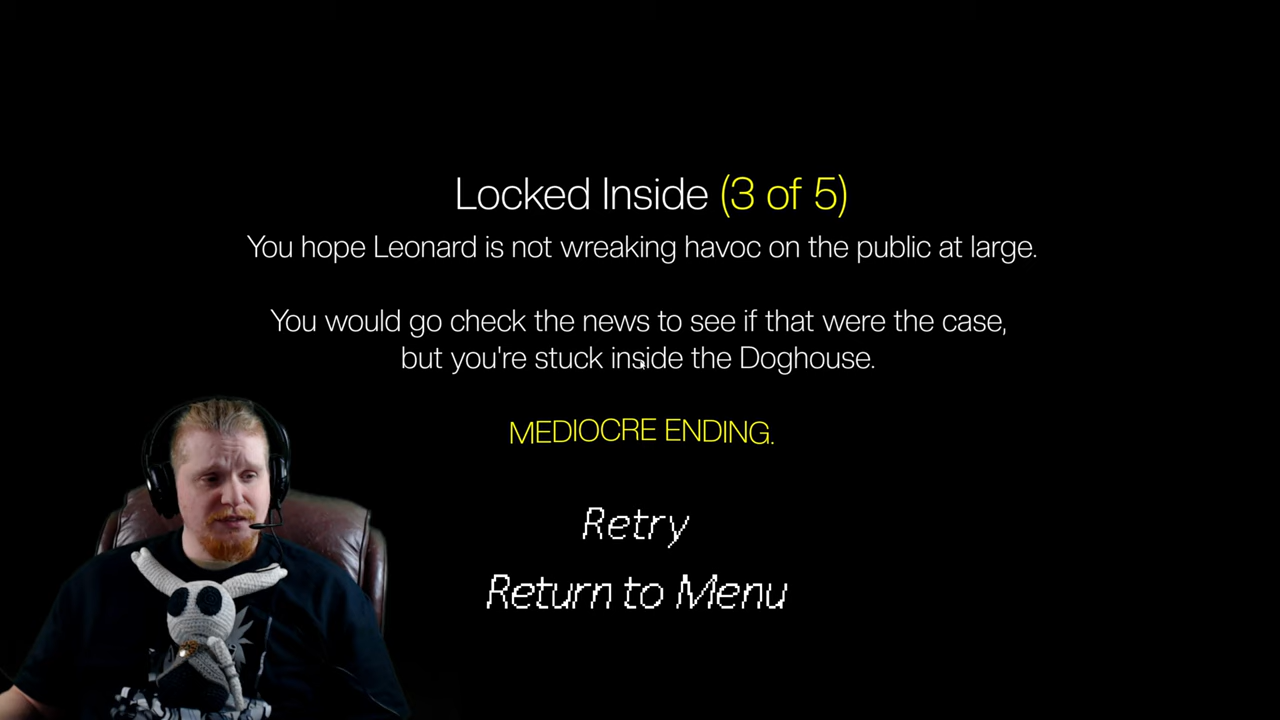 Locked Inside (3 of 5)
You hope Leonard is not wreaking havoc on the public at large.
You would go check the news to see if that were the case,
but you're stuck inside the Doghouse.
MEDIOCRE ENDING.
Retry
Return to Menu